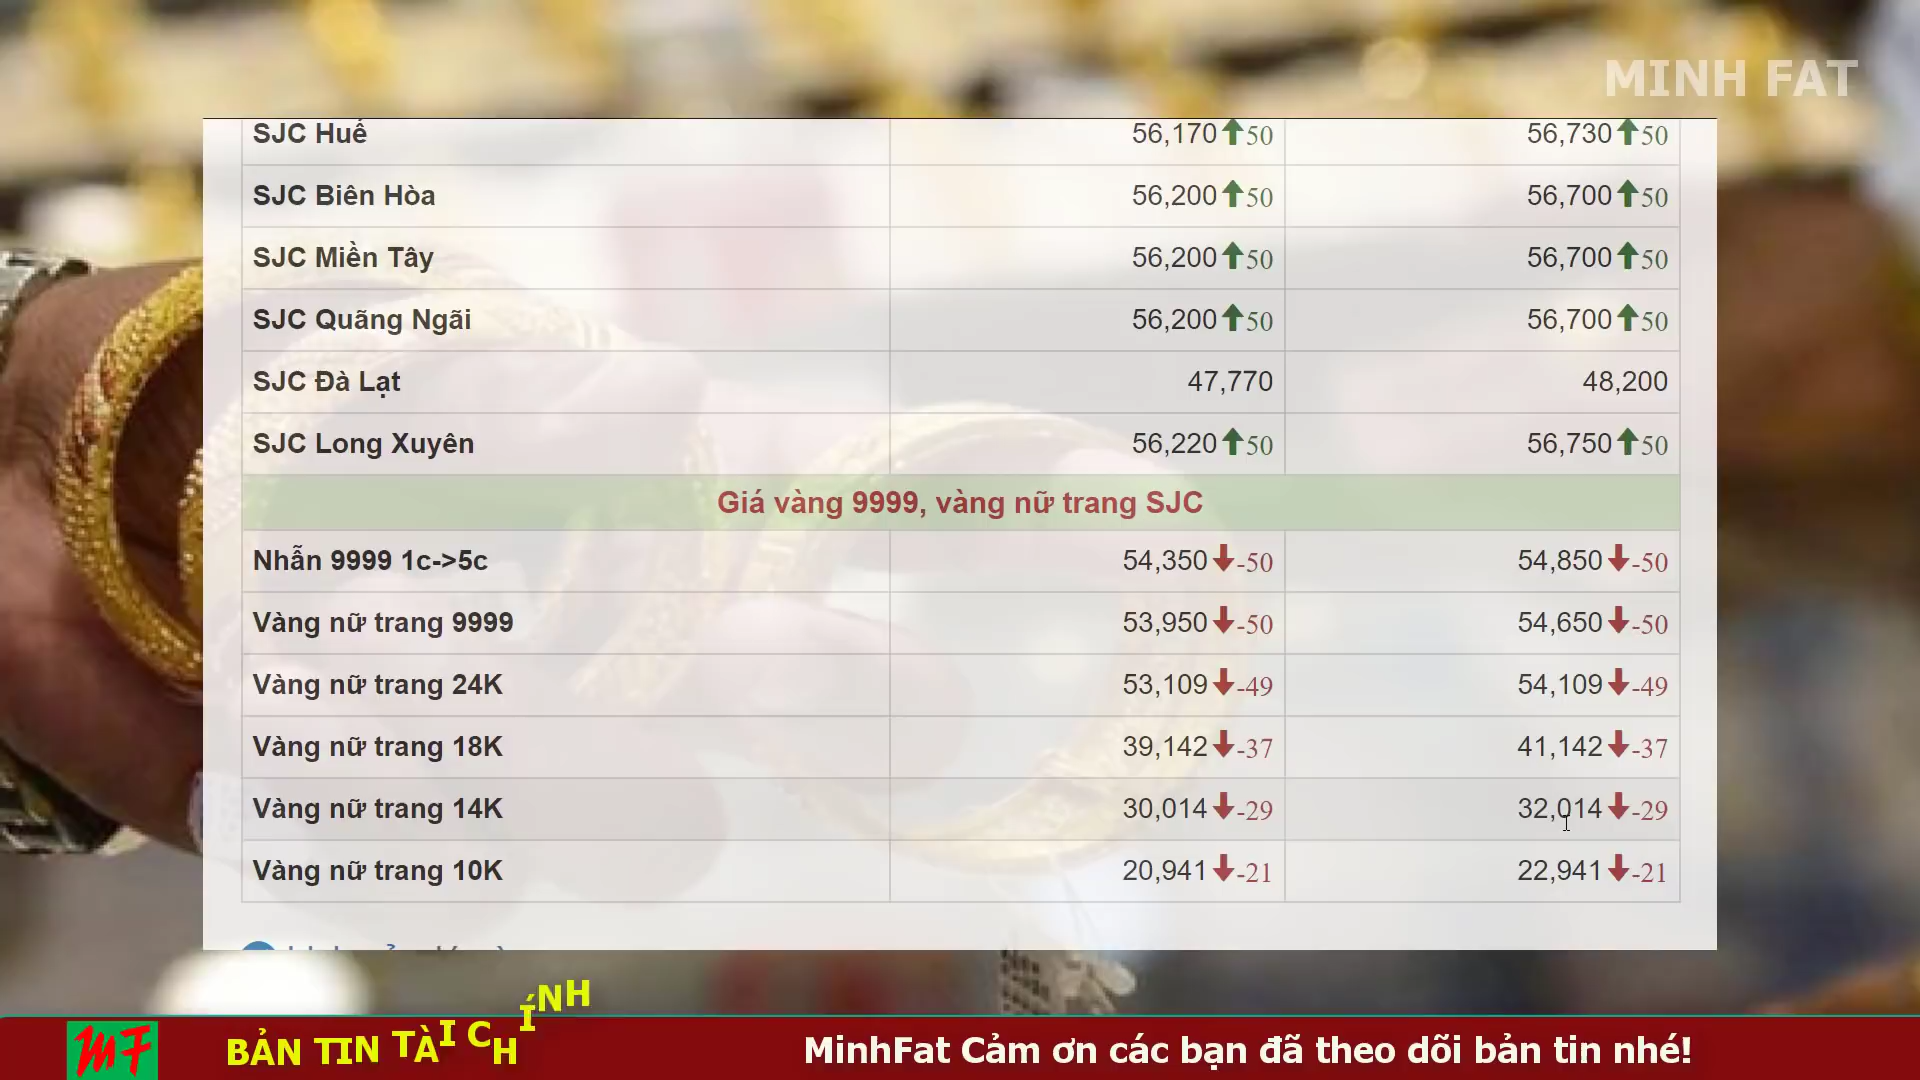 MINH FAT
SJC Huế 56,170 50 56,730 50
SJC Biên Hòa 56,200 50 56,700 50
SJC Miền Tây 56,200 50 56,700 50
SJC Quãng Ngãi 56,200 50 56,700 50
SJC Đà Lạt 47,770 48,200
SJC Long Xuyên 56,220 50 56,750 50
Giá vàng 9999, vàng nữ trang SJC
Nhẫn 9999 1c->5c 54,350 -50 54,850 -50
Vàng nữ trang 9999 53,950 -50 54,650 -50
Vàng nữ trang 24K 53,109 -49 54,109 -49
Vàng nữ trang 18K 39,142 -37 41,142 -37
Vàng nữ trang 14K 30,014 -29 32,014 -29
Vàng nữ trang 10K 20,941 -21 22,941 -21
MF BẢN TIN TÀI CHÍNH MinhFat Cảm ơn các bạn đã theo dõi bản tin nhé!